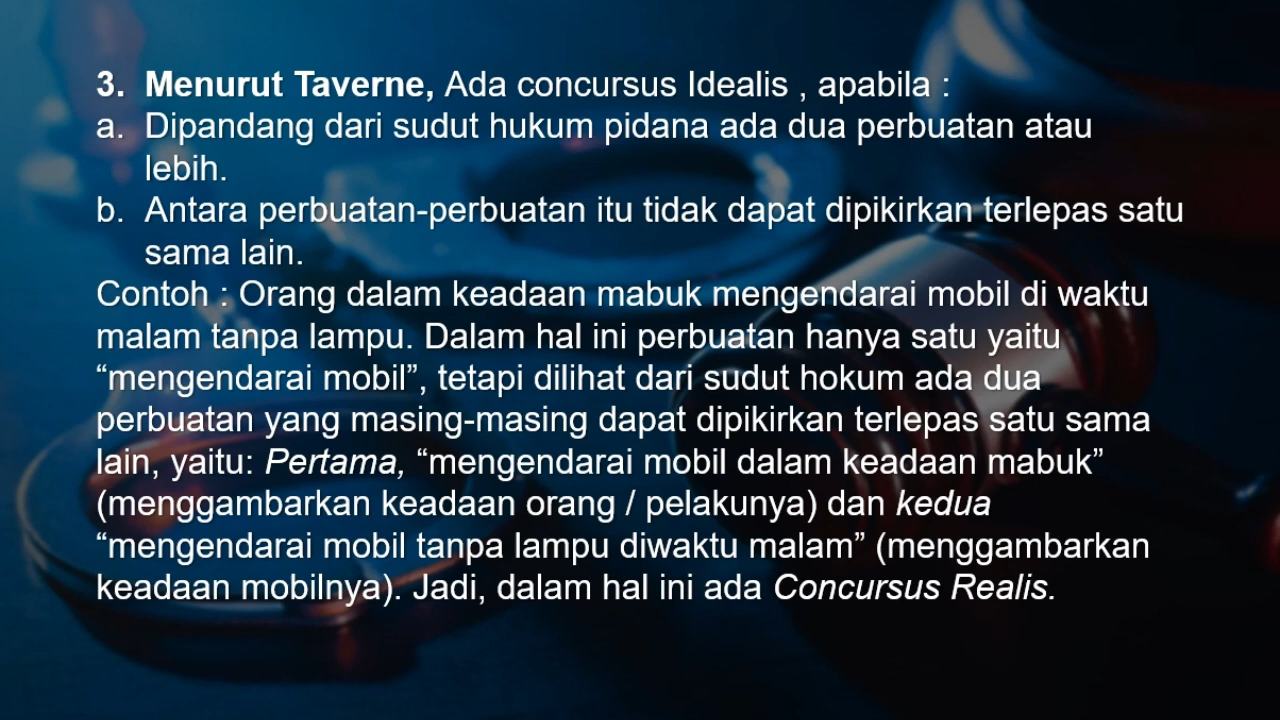 3. Menurut Taverne, Ada concursus Idealis , apabila :
a. Dipandang dari sudut hukum pidana ada dua perbuatan atau
lebih.
b. Antara perbuatan-perbuatan itu tidak dapat dipikirkan terlepas satu
sama lain.
Contoh : Orang dalam keadaan mabuk mengendarai mobil di waktu
malam tanpa lampu. Dalam hal ini perbuatan hanya satu yaitu
“mengendarai mobil”, tetapi dilihat dari sudut hokum ada dua
perbuatan yang masing-masing dapat dipikirkan terlepas satu sama
lain, yaitu: Pertama, “mengendarai mobil dalam keadaan mabuk”
(menggambarkan keadaan orang / pelakunya) dan kedua
“mengendarai mobil tanpa lampu diwaktu malam” (menggambarkan
keadaan mobilnya). Jadi, dalam hal ini ada Concursus Realis.